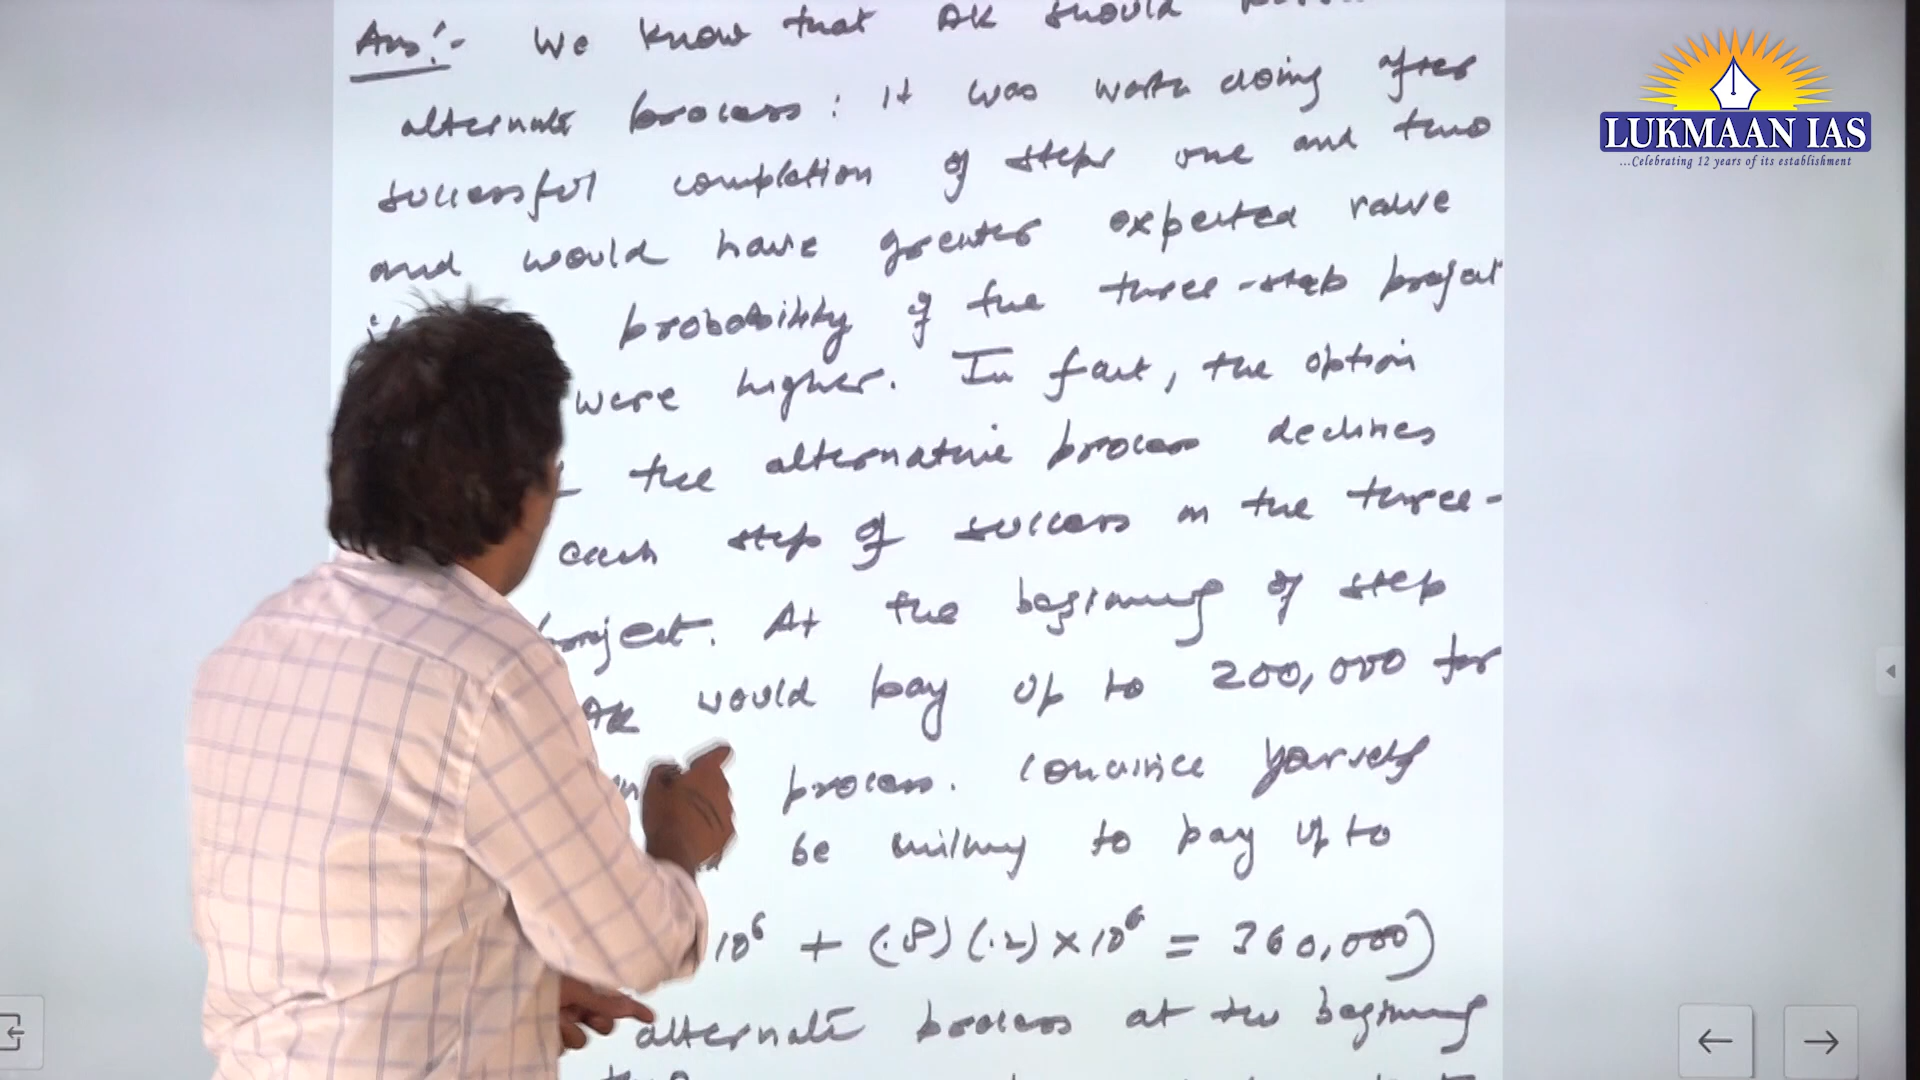 Ans:- We know that AK should
alternate process: it was worth doing after
successful completion of steps one and two
and would have greater expected value
probability of the three-step project
were higher. In fact, the option
the alternative process declines
each step of success in the three-
project. At the beginning of step
AK would pay up to 200,000 for
process. Convince yourself
be willing to pay up to
10⁶ + (.8)(.2)×10⁶ = 360,000)
alternate process at the beginning
LUKMAAN IAS
...Celebrating 12 years of its establishment